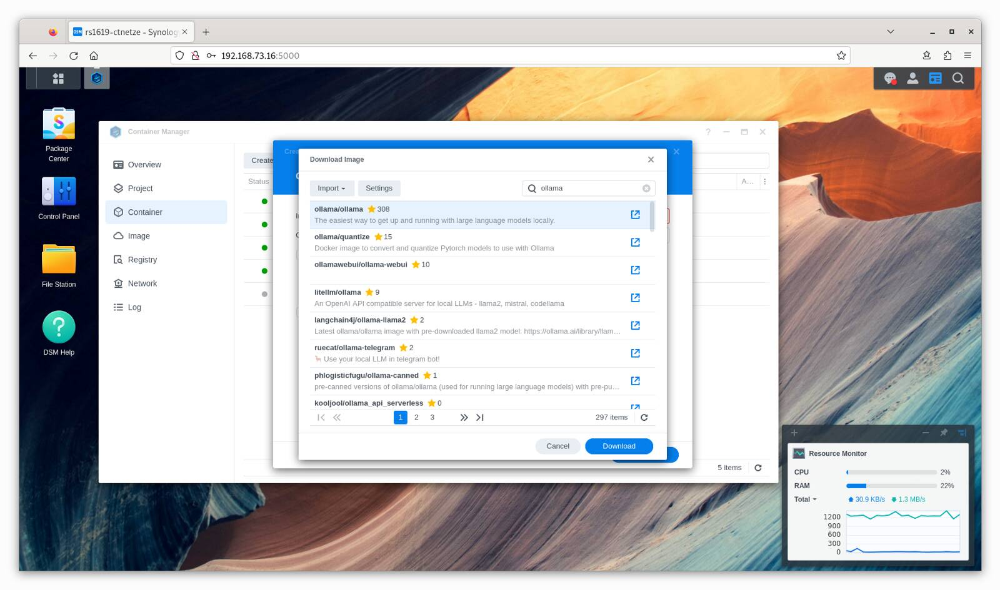 rs1619-ctnetze - Synology
192.168.73.16:5000
Package
Center
Control Panel
File Station
DSM Help
Container Manager
Overview
Project
Container
Image
Registry
Network
Log
Create
Status
A...
5 items
Download Image
Import
Settings
ollama
ollama/ollama 308
The easiest way to get up and running with large language models locally.
ollama/quantize 15
Docker image to convert and quantize Pytorch models to use with Ollama
ollamawebui/ollama-webui 10
litellm/ollama 9
An OpenAI API compatible server for local LLMs - llama2, mistral, codellama
langchain4j/ollama-llama2 2
Latest ollama/ollama image with pre-downloaded llama2 model: https://ollama.ai/library/llam...
ruecat/ollama-telegram 2
🦙 Use your local LLM in telegram bot!
phlogisticfugu/ollama-canned 1
pre-canned versions of ollama/ollama (used for running large language models) with pre-pu...
kooljool/ollama_api_serverless 0
1 2 3
297 items
Cancel
Download
Resource Monitor
CPU 2%
RAM 22%
Total 30.9 KB/s 1.3 MB/s
1200
900
600
300
0